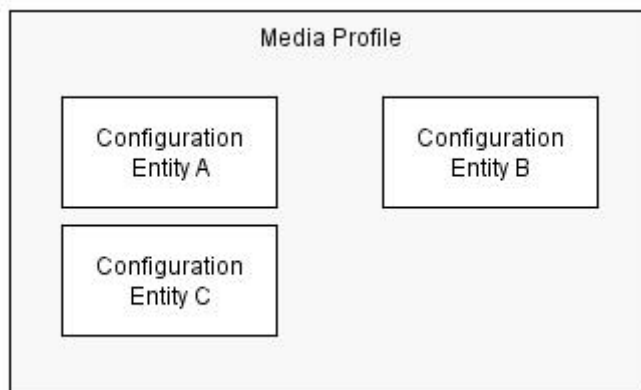 Media Profile
Configuration
Entity A
Configuration
Entity B
Configuration
Entity C